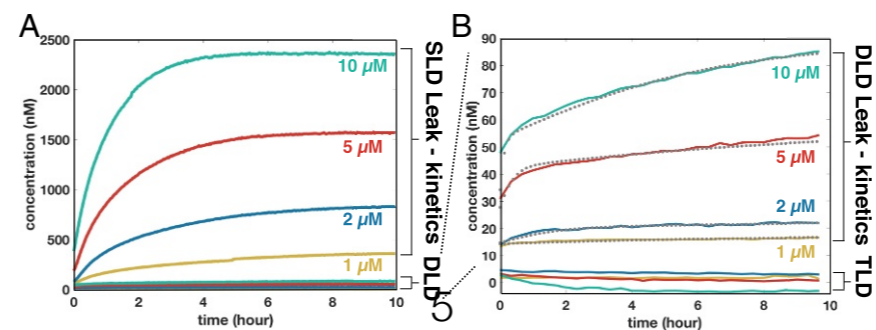 A
concentration (nM)
2500
2000
1500
1000
500
0
0 2 4 6 8 10
time (hour)
10 µM
5 µM
2 µM
1 µM
SLD Leak - kinetics
DLD
B
concentration (nM)
90
80
70
60
50
40
30
20
10
0
0 2 4 6 8 10
time (hour)
10 µM
5 µM
2 µM
1 µM
DLD Leak - kinetics
TLD
5